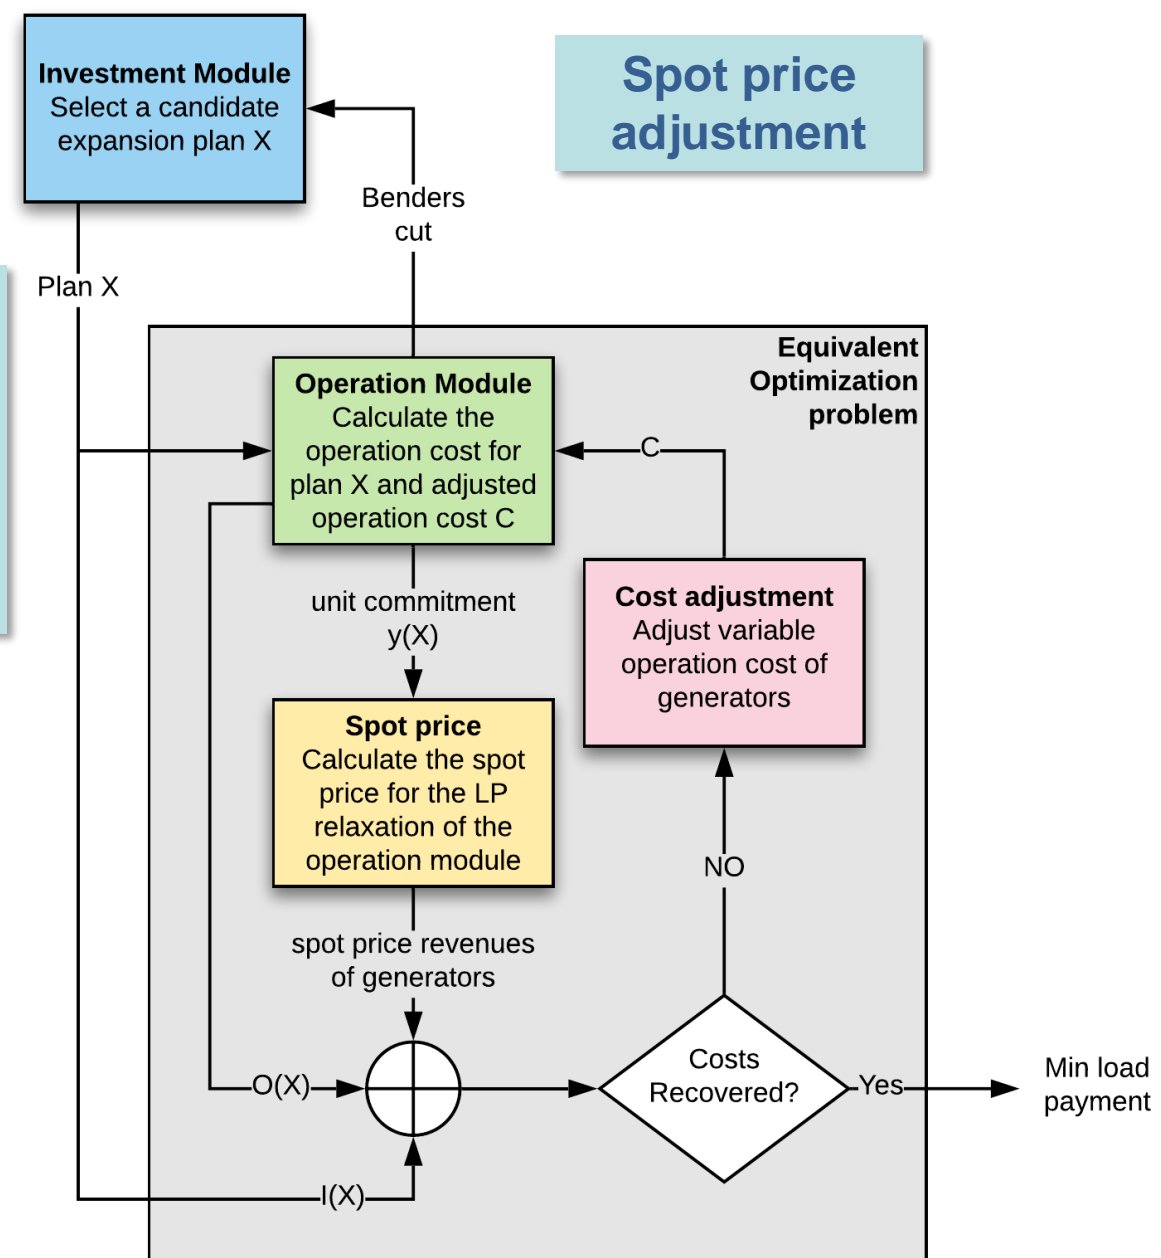 Investment Module
Select a candidate
expansion plan X
Spot price
adjustment
Benders
cut
Plan X
Equivalent
Optimization
problem
Operation Module
Calculate the
operation cost for
plan X and adjusted
operation cost C
C
unit commitment
y(X)
Cost adjustment
Adjust variable
operation cost of
generators
Spot price
Calculate the spot
price for the LP
relaxation of the
operation module
NO
spot price revenues
of generators
O(X)
Costs
Recovered?
Yes
Min load
payment
I(X)